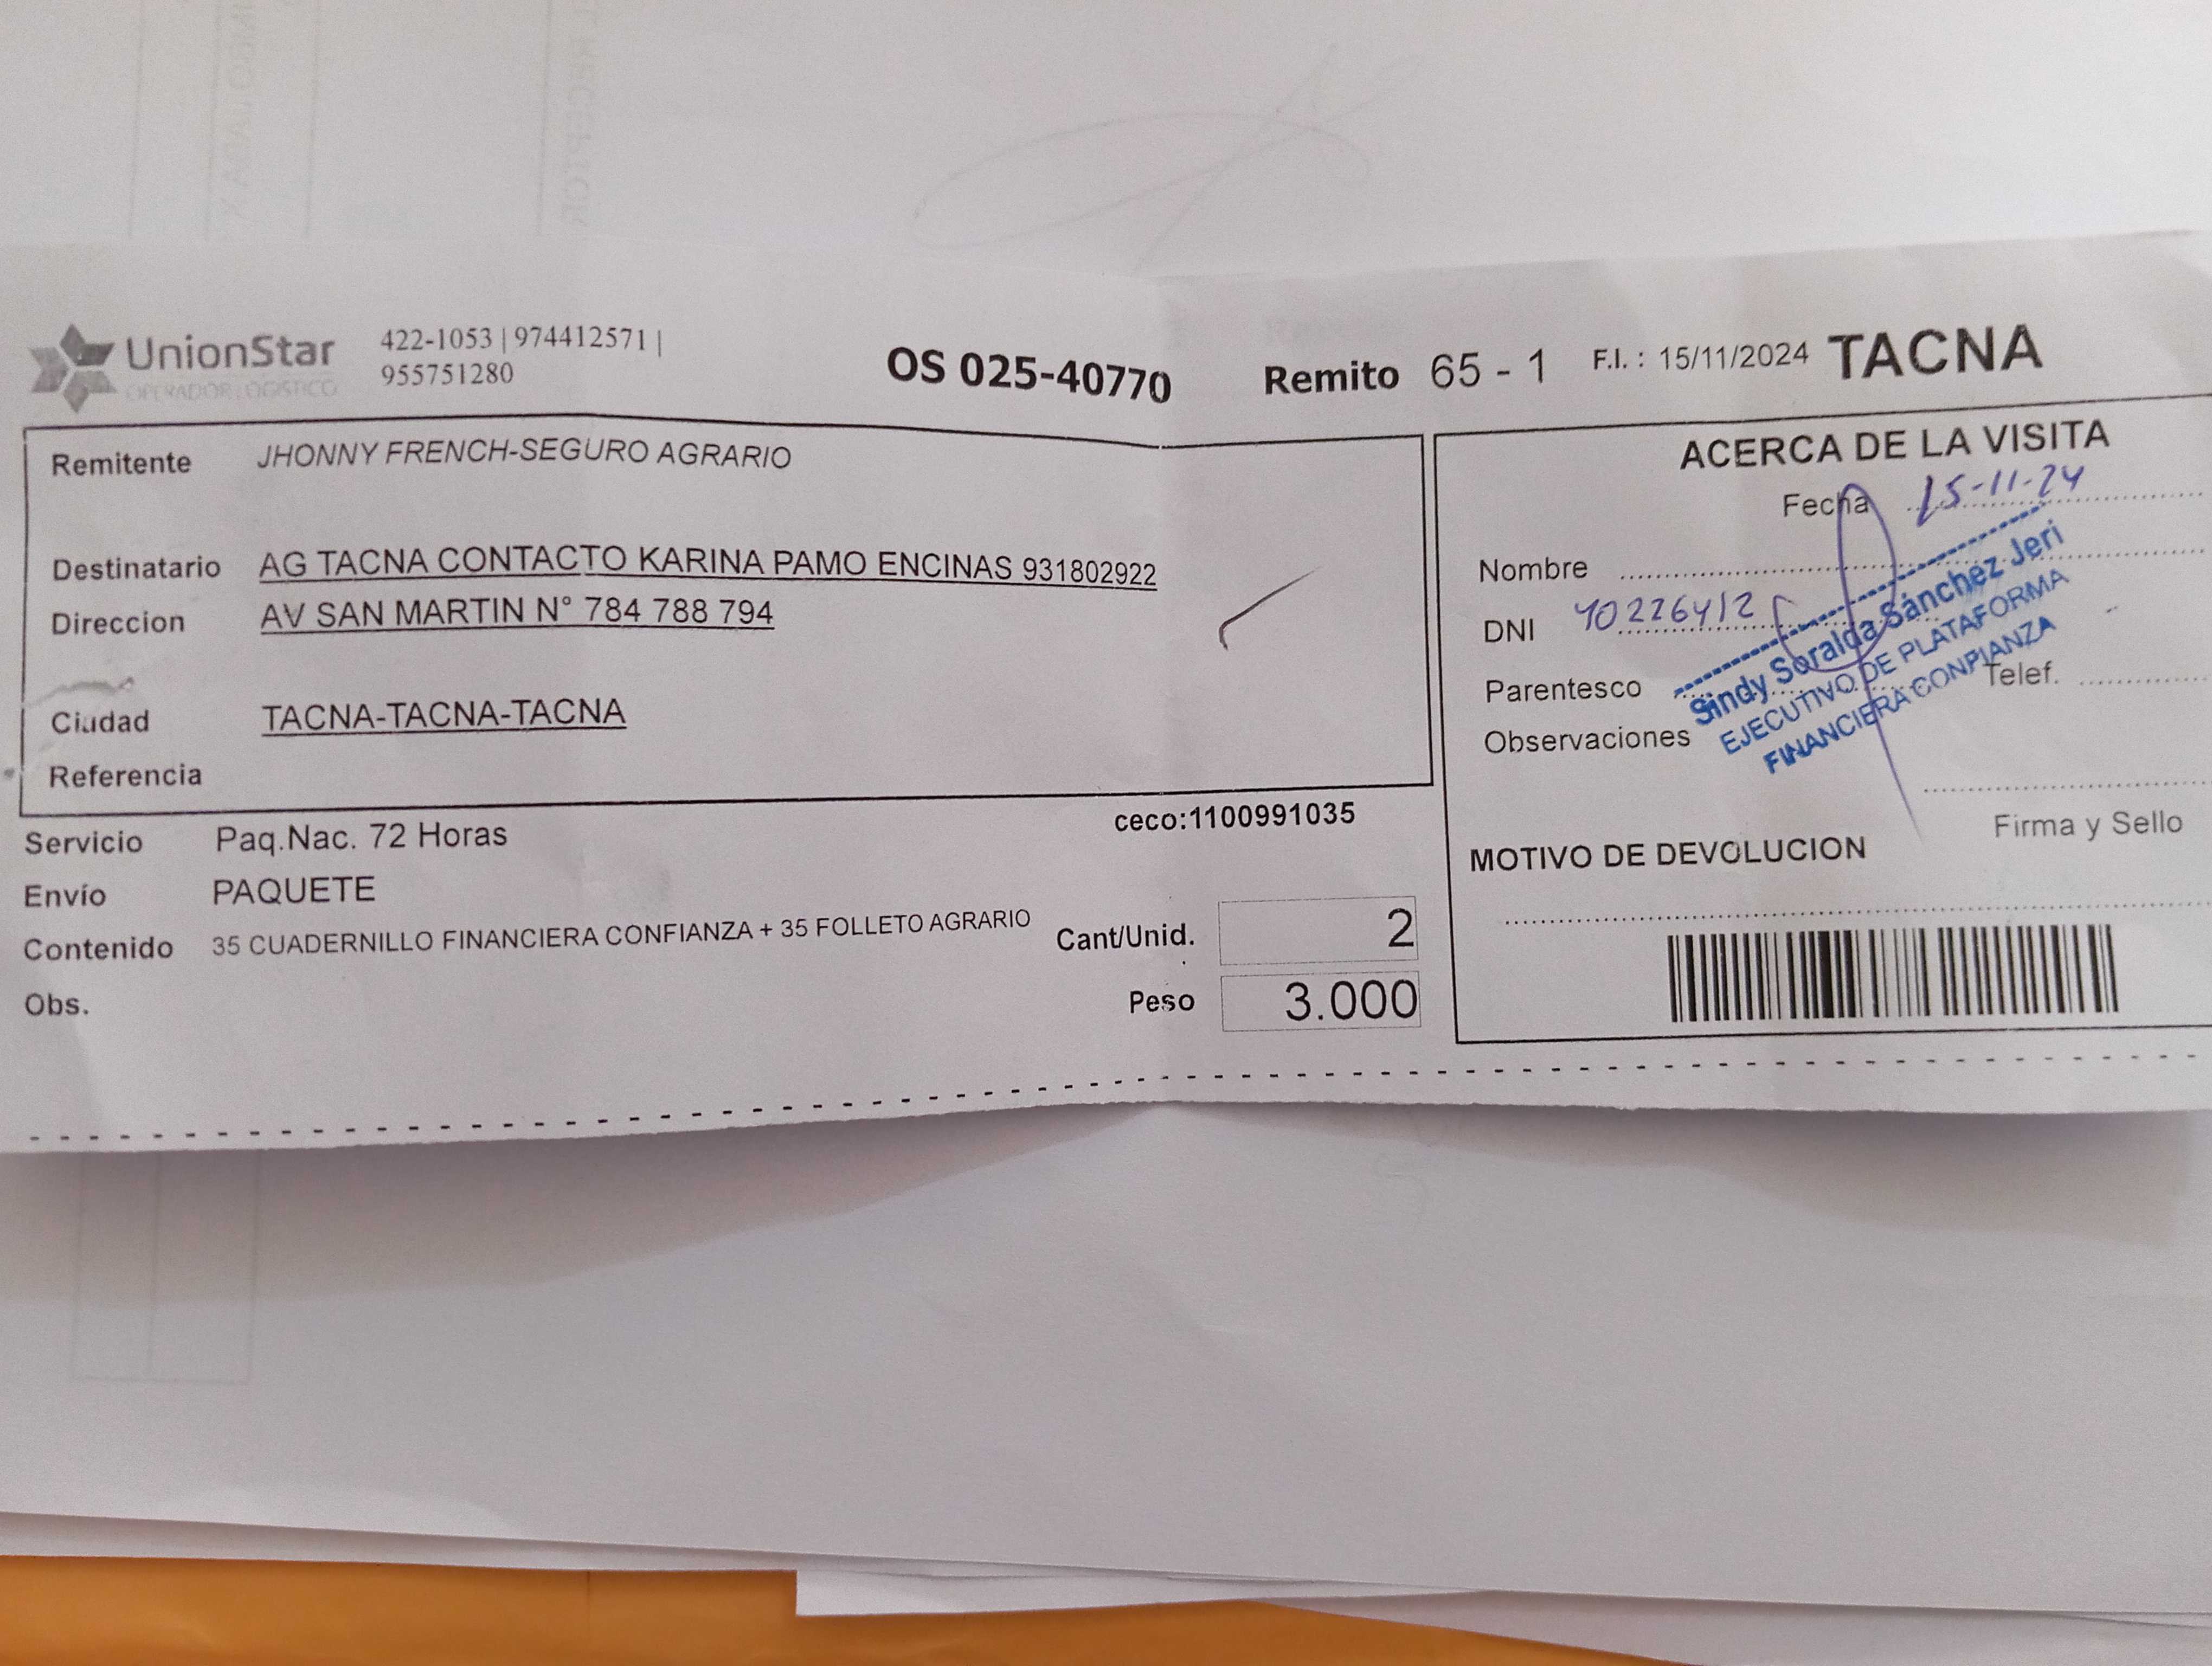 UnionStar
OPERADOR LOGISTICO
422-1053 | 974412571 |
955751280
OS 025-40770
Remito 65 - 1
F.I. : 15/11/2024
TACNA
Remitente JHONNY FRENCH-SEGURO AGRARIO
Destinatario AG TACNA CONTACTO KARINA PAMO ENCINAS 931802922
Direccion AV SAN MARTIN N° 784 788 794
Ciudad TACNA-TACNA-TACNA
Referencia
ceco:1100991035
Servicio Paq.Nac. 72 Horas
Envío PAQUETE
Contenido 35 CUADERNILLO FINANCIERA CONFIANZA + 35 FOLLETO AGRARIO
Cant/Unid. 2
Obs.
Peso 3.000
ACERCA DE LA VISITA
Fecha 15-11-24
Nombre
DNI 40226412
Parentesco
Telef.
Observaciones
Sindy Soralda Sánchez Jeri
EJECUTIVO DE PLATAFORMA
FINANCIERA CONFIANZA
Firma y Sello
MOTIVO DE DEVOLUCION